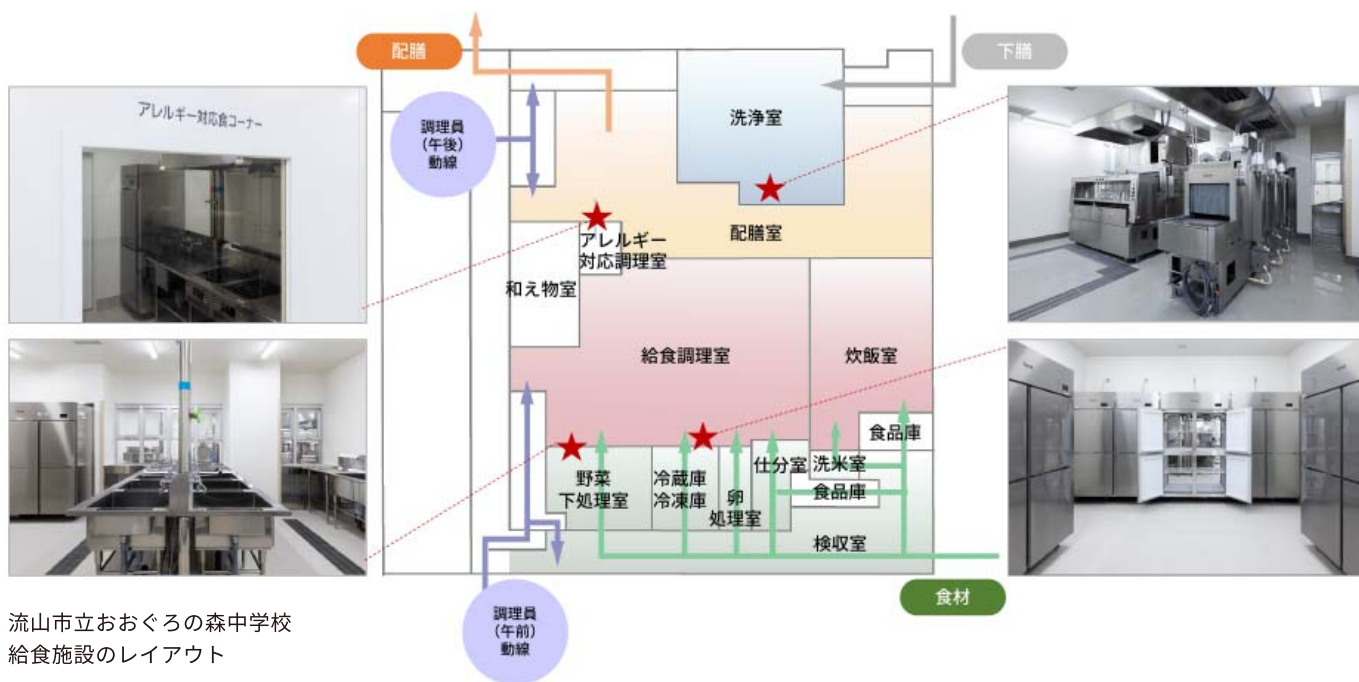 配膳
下膳
アレルギー対応食コーナー
調理員
(午後)
動線
洗浄室
配膳室
アレルギー
対応調理室
和え物室
給食調理室
炊飯室
食品庫
仕分室
洗米室
食品庫
野菜
下処理室
冷蔵庫
冷凍庫
卵
処理室
検収室
食材
調理員
(午前)
動線
流山市立おおぐろの森中学校
給食施設のレイアウト